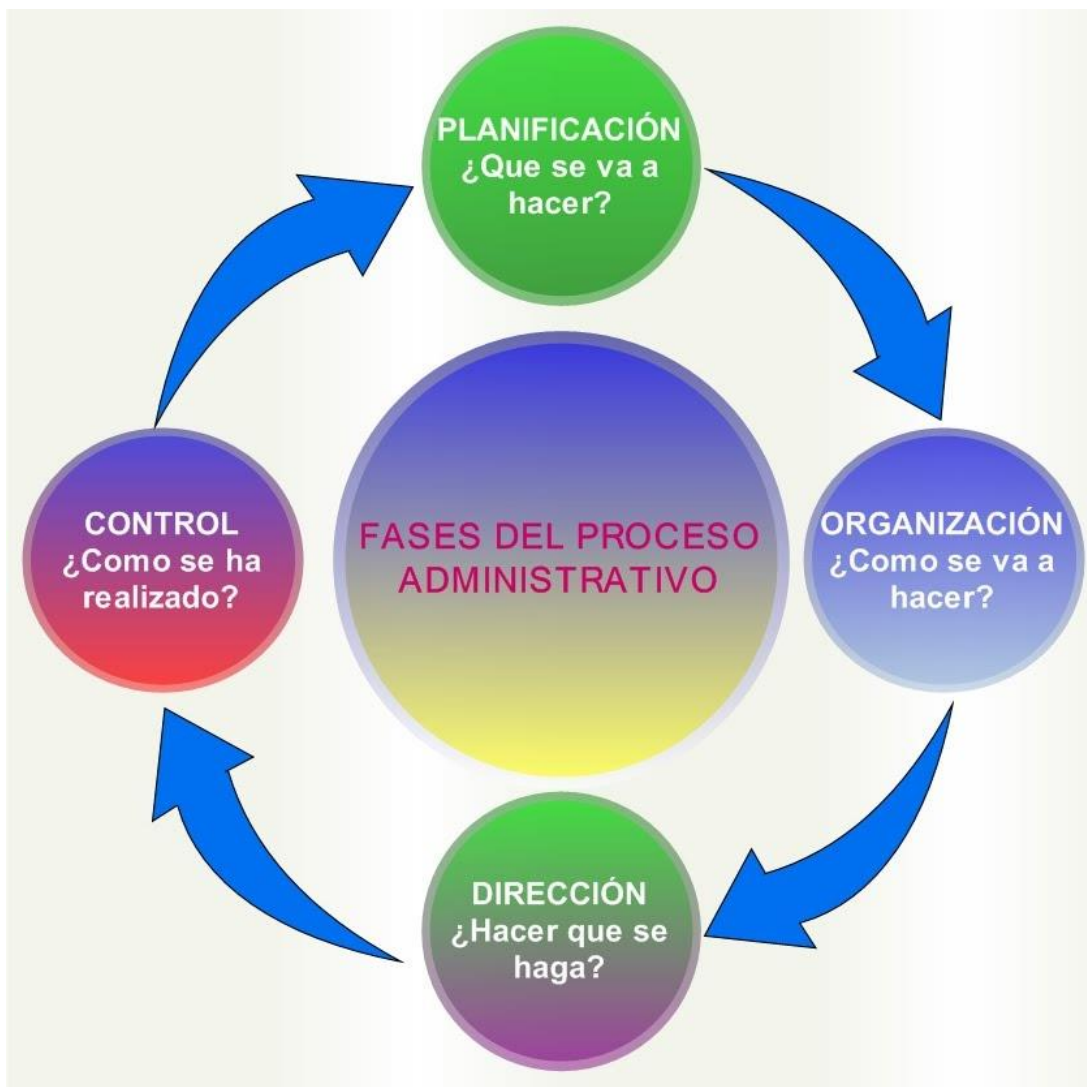 PLANIFICACIÓN
¿Que se va a
hacer?
CONTROL
¿Como se ha
realizado?
FASES DEL PROCESO
ADMINISTRATIVO
ORGANIZACIÓN
¿Como se va a
hacer?
DIRECCIÓN
¿Hacer que se
haga?